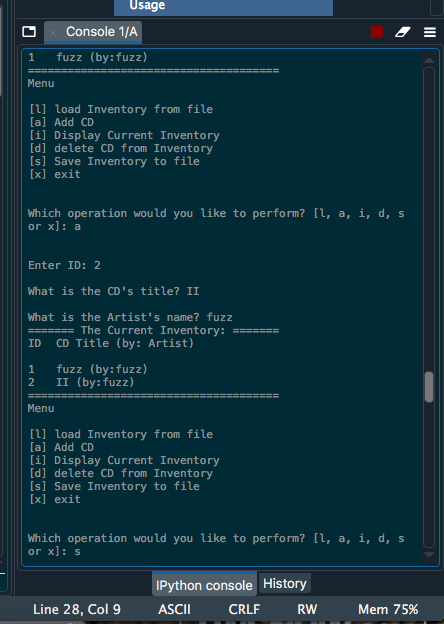 Usage
Console 1/A
1   fuzz (by:fuzz)
======================================
Menu
[l] load Inventory from file
[a] Add CD
[i] Display Current Inventory
[d] delete CD from Inventory
[s] Save Inventory to file
[x] exit
Which operation would you like to perform? [l, a, i, d, s
or x]: a
Enter ID: 2
What is the CD's title? II
What is the Artist's name? fuzz
======= The Current Inventory: =======
ID  CD Title (by: Artist)
1   fuzz (by:fuzz)
2   II (by:fuzz)
======================================
Menu
[l] load Inventory from file
[a] Add CD
[i] Display Current Inventory
[d] delete CD from Inventory
[s] Save Inventory to file
[x] exit
Which operation would you like to perform? [l, a, i, d, s
or x]: s
IPython console History
Line 28, Col 9 ASCII CRLF RW Mem 75%